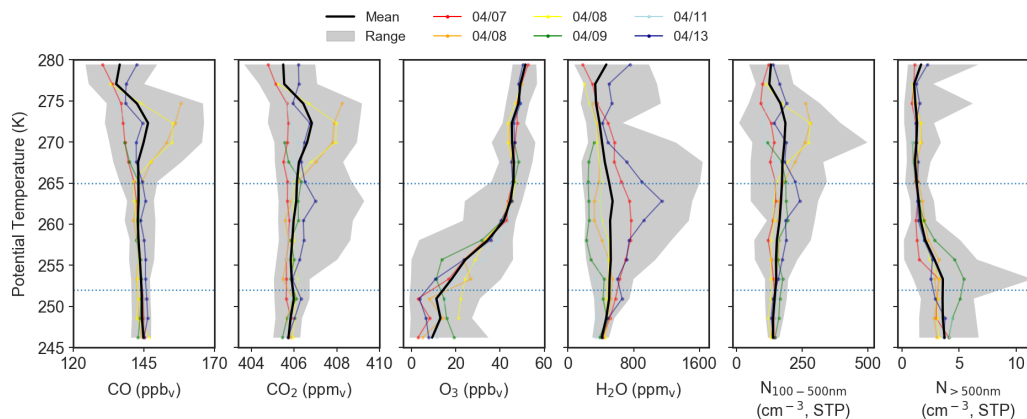 Mean 04/07 04/08 04/11
Range 04/08 04/09 04/13
Potential Temperature (K)
280
275
270
265
260
255
250
245
120 145 170
404 407 410
0 20 40 60
0 800 1600
0 250 500
0 5 10
CO (ppbv)
CO2 (ppmv)
O3 (ppbv)
H2O (ppmv)
N100−500nm
(cm−3, STP)
N>500nm
(cm−3, STP)